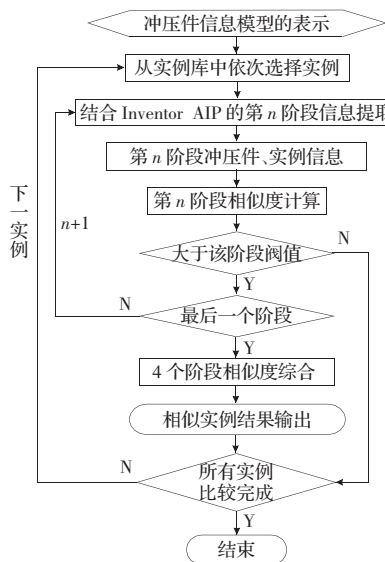 冲压件信息模型的表示
从实例库中依次选择实例
结合 Inventor AIP 的第 n 阶段信息提取
第 n 阶段冲压件、实例信息
第 n 阶段相似度计算
下一实例
n+1
大于该阶段阀值
N
Y
最后一个阶段
N
Y
4 个阶段相似度综合
相似实例结果输出
N
所有实例
比较完成
Y
结束